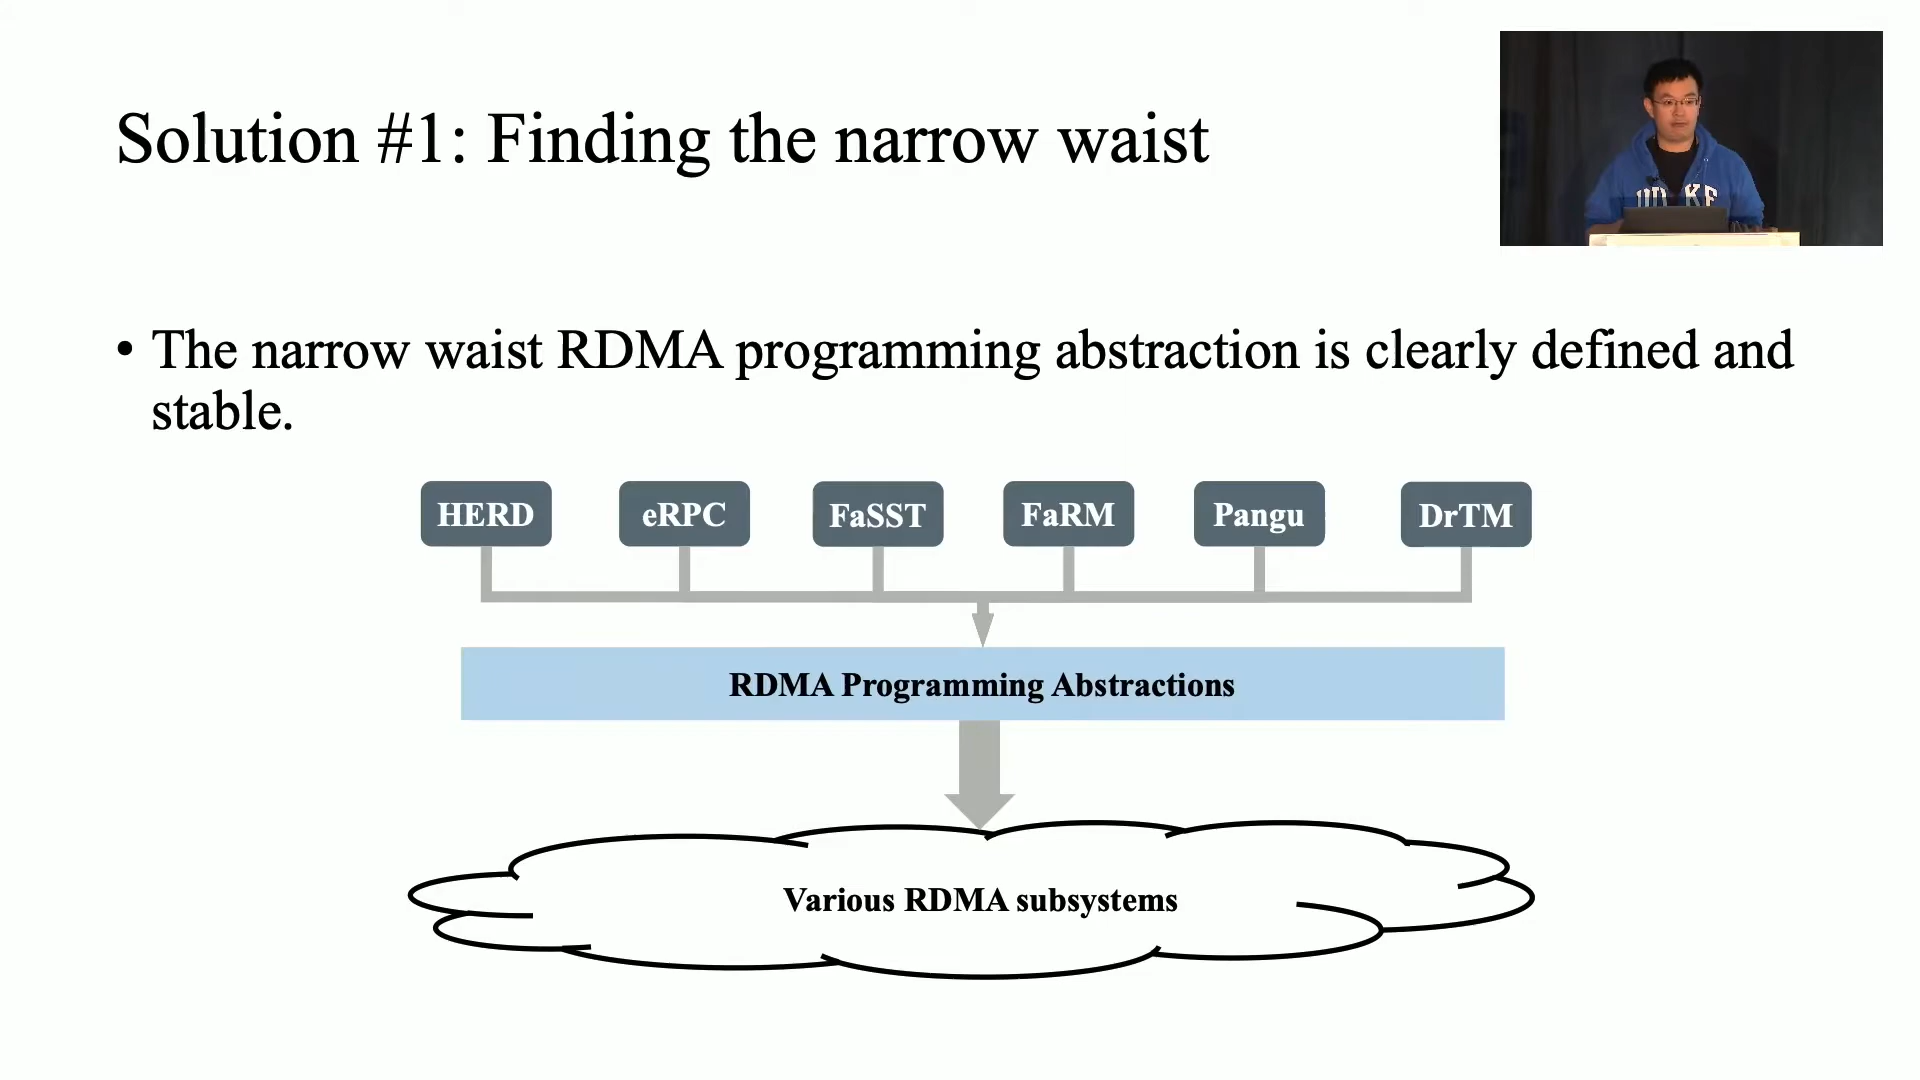 Solution #1: Finding the narrow waist
• The narrow waist RDMA programming abstraction is clearly defined and
stable.
HERD eRPC FaSST FaRM Pangu DrTM
RDMA Programming Abstractions
Various RDMA subsystems